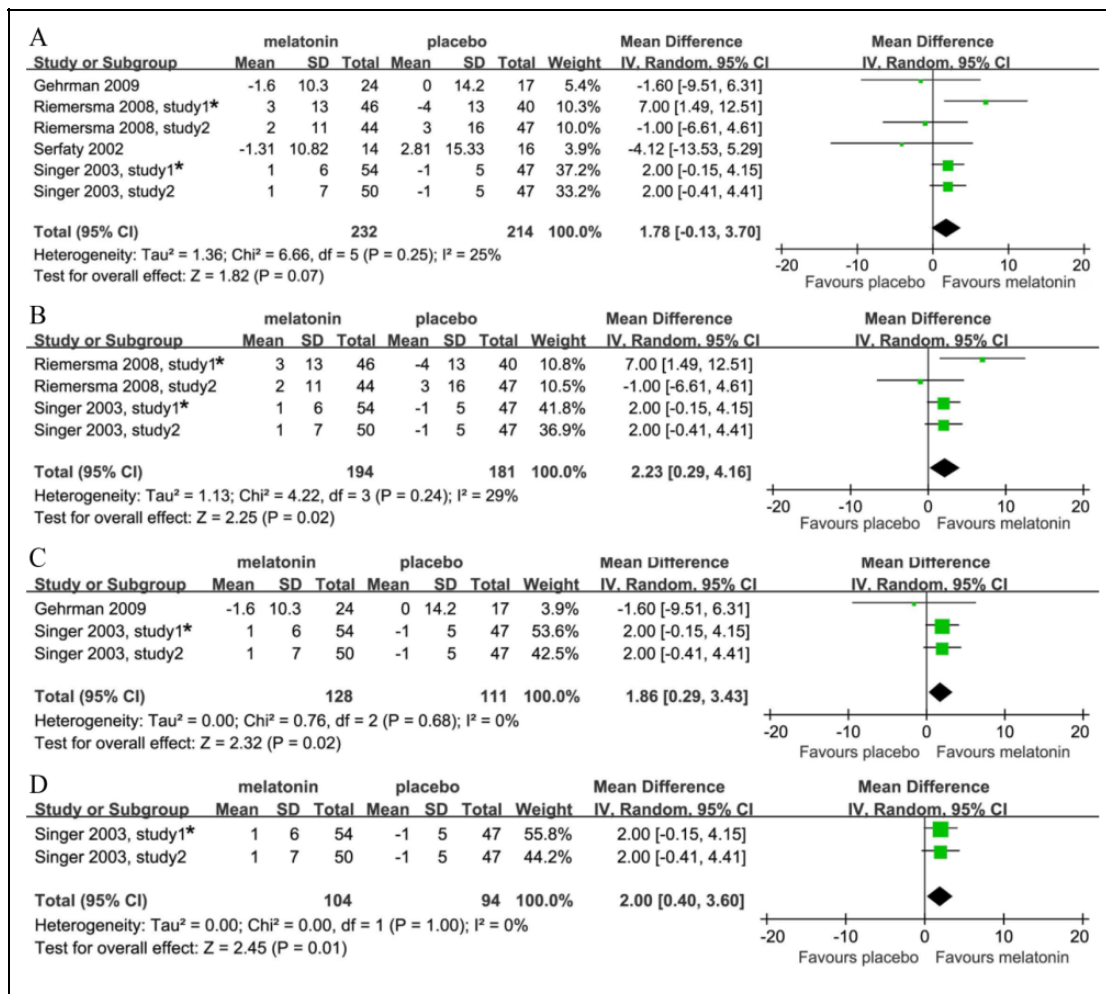 A
melatonin placebo Mean Difference Mean Difference
Study or Subgroup Mean SD Total Mean SD Total Weight IV, Random, 95% CI IV, Random, 95% CI
Gehrman 2009 -1.6 10.3 24 0 14.2 17 5.4% -1.60 [-9.51, 6.31]
Riemersma 2008, study1* 3 13 46 -4 13 40 10.3% 7.00 [1.49, 12.51]
Riemersma 2008, study2 2 11 44 3 16 47 10.0% -1.00 [-6.61, 4.61]
Serfaty 2002 -1.31 10.82 14 2.81 15.33 16 3.9% -4.12 [-13.53, 5.29]
Singer 2003, study1* 1 6 54 -1 5 47 37.2% 2.00 [-0.15, 4.15]
Singer 2003, study2 1 7 50 -1 5 47 33.2% 2.00 [-0.41, 4.41]
Total (95% CI) 232 214 100.0% 1.78 [-0.13, 3.70]
Heterogeneity: Tau² = 1.36; Chi² = 6.66, df = 5 (P = 0.25); I² = 25%
Test for overall effect: Z = 1.82 (P = 0.07)
-20 -10 0 10 20
Favours placebo Favours melatonin
B
melatonin placebo Mean Difference Mean Difference
Study or Subgroup Mean SD Total Mean SD Total Weight IV, Random, 95% CI IV, Random, 95% CI
Riemersma 2008, study1* 3 13 46 -4 13 40 10.8% 7.00 [1.49, 12.51]
Riemersma 2008, study2 2 11 44 3 16 47 10.5% -1.00 [-6.61, 4.61]
Singer 2003, study1* 1 6 54 -1 5 47 41.8% 2.00 [-0.15, 4.15]
Singer 2003, study2 1 7 50 -1 5 47 36.9% 2.00 [-0.41, 4.41]
Total (95% CI) 194 181 100.0% 2.23 [0.29, 4.16]
Heterogeneity: Tau² = 1.13; Chi² = 4.22, df = 3 (P = 0.24); I² = 29%
Test for overall effect: Z = 2.25 (P = 0.02)
-20 -10 0 10 20
Favours placebo Favours melatonin
C
melatonin placebo Mean Difference Mean Difference
Study or Subgroup Mean SD Total Mean SD Total Weight IV, Random, 95% CI IV, Random, 95% CI
Gehrman 2009 -1.6 10.3 24 0 14.2 17 3.9% -1.60 [-9.51, 6.31]
Singer 2003, study1* 1 6 54 -1 5 47 53.6% 2.00 [-0.15, 4.15]
Singer 2003, study2 1 7 50 -1 5 47 42.5% 2.00 [-0.41, 4.41]
Total (95% CI) 128 111 100.0% 1.86 [0.29, 3.43]
Heterogeneity: Tau² = 0.00; Chi² = 0.76, df = 2 (P = 0.68); I² = 0%
Test for overall effect: Z = 2.32 (P = 0.02)
-20 -10 0 10 20
Favours placebo Favours melatonin
D
melatonin placebo Mean Difference Mean Difference
Study or Subgroup Mean SD Total Mean SD Total Weight IV, Random, 95% CI IV, Random, 95% CI
Singer 2003, study1* 1 6 54 -1 5 47 55.8% 2.00 [-0.15, 4.15]
Singer 2003, study2 1 7 50 -1 5 47 44.2% 2.00 [-0.41, 4.41]
Total (95% CI) 104 94 100.0% 2.00 [0.40, 3.60]
Heterogeneity: Tau² = 0.00; Chi² = 0.00, df = 1 (P = 1.00); I² = 0%
Test for overall effect: Z = 2.45 (P = 0.01)
-20 -10 0 10 20
Favours placebo Favours melatonin